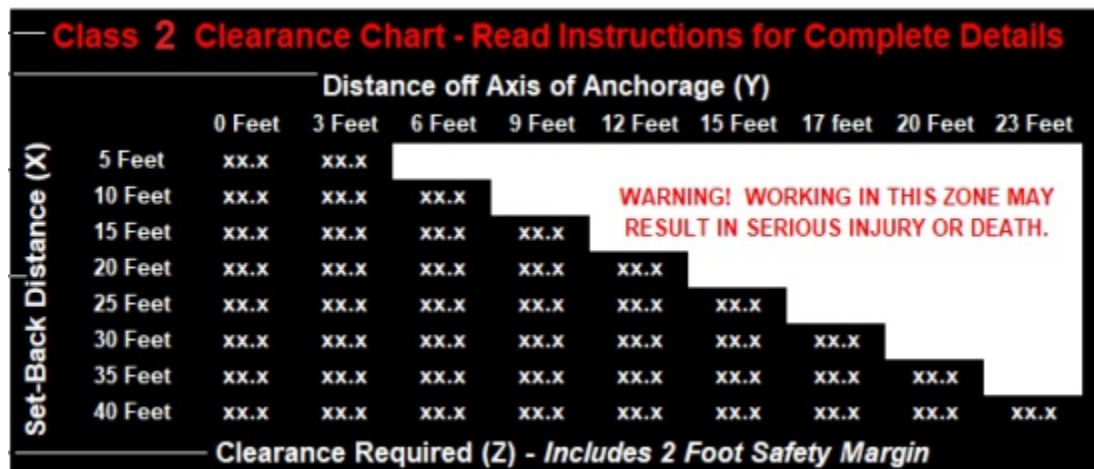 Class 2 Clearance Chart - Read Instructions for Complete Details
Distance off Axis of Anchorage (Y)
0 Feet 3 Feet 6 Feet 9 Feet 12 Feet 15 Feet 17 feet 20 Feet 23 Feet
Set-Back Distance (X)
5 Feet xx.x xx.x
10 Feet xx.x xx.x xx.x
WARNING! WORKING IN THIS ZONE MAY
RESULT IN SERIOUS INJURY OR DEATH.
15 Feet xx.x xx.x xx.x xx.x
20 Feet xx.x xx.x xx.x xx.x xx.x
25 Feet xx.x xx.x xx.x xx.x xx.x xx.x
30 Feet xx.x xx.x xx.x xx.x xx.x xx.x xx.x
35 Feet xx.x xx.x xx.x xx.x xx.x xx.x xx.x xx.x
40 Feet xx.x xx.x xx.x xx.x xx.x xx.x xx.x xx.x xx.x
Clearance Required (Z) - Includes 2 Foot Safety Margin